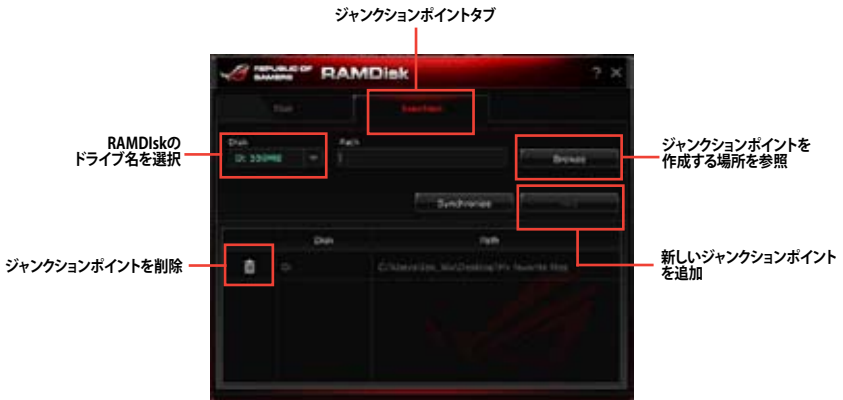 ジャンクションポイントタブ
REPUBLIC OF
GAMERS
RAMDisk
? ×
Junction
RAMDIskの
ドライブ名を選択
Disk
Path
Browse
ジャンクションポイントを
作成する場所を参照
Synchronize
Disk
Path
ジャンクションポイントを削除
新しいジャンクションポイント
を追加